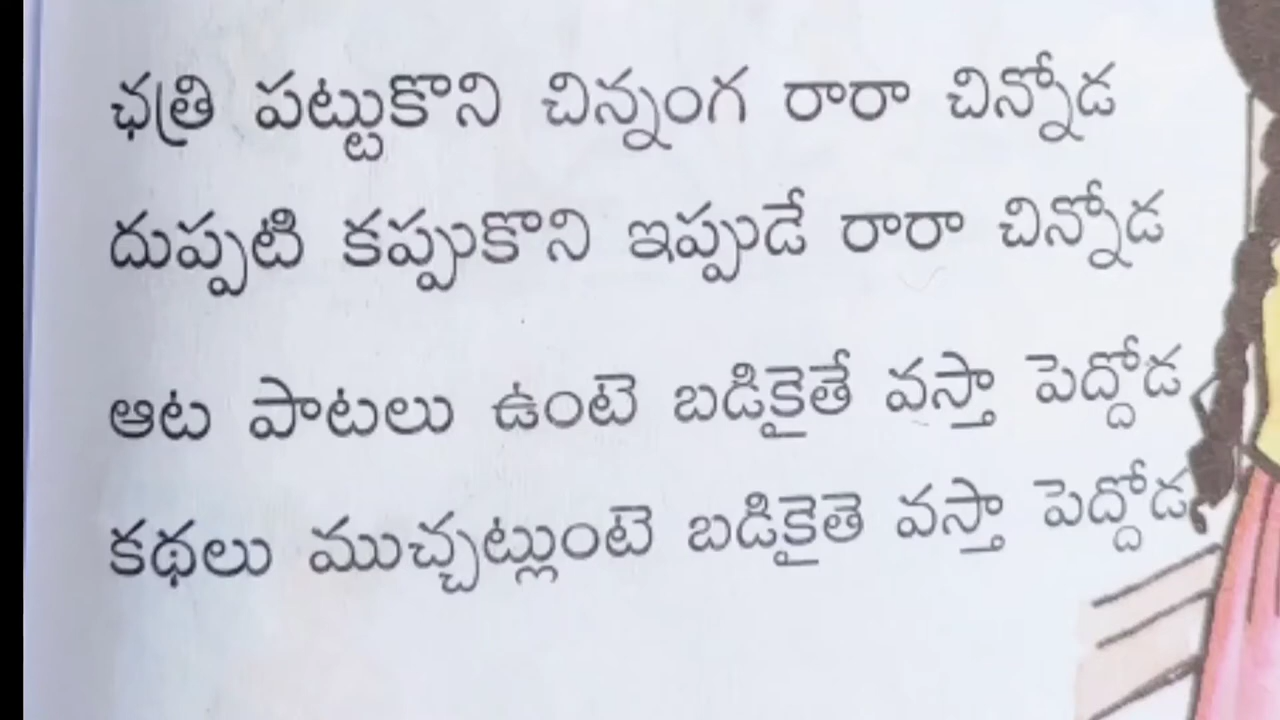 ఛత్రి పట్టుకొని చిన్నంగ రారా చిన్నోడ
దుప్పటి కప్పుకొని ఇప్పుడే రారా చిన్నోడ
ఆట పాటలు ఉంటె బడికైతే వస్తా పెద్దోడ
కథలు ముచ్చట్లుంటె బడికైతె వస్తా పెద్దోడ